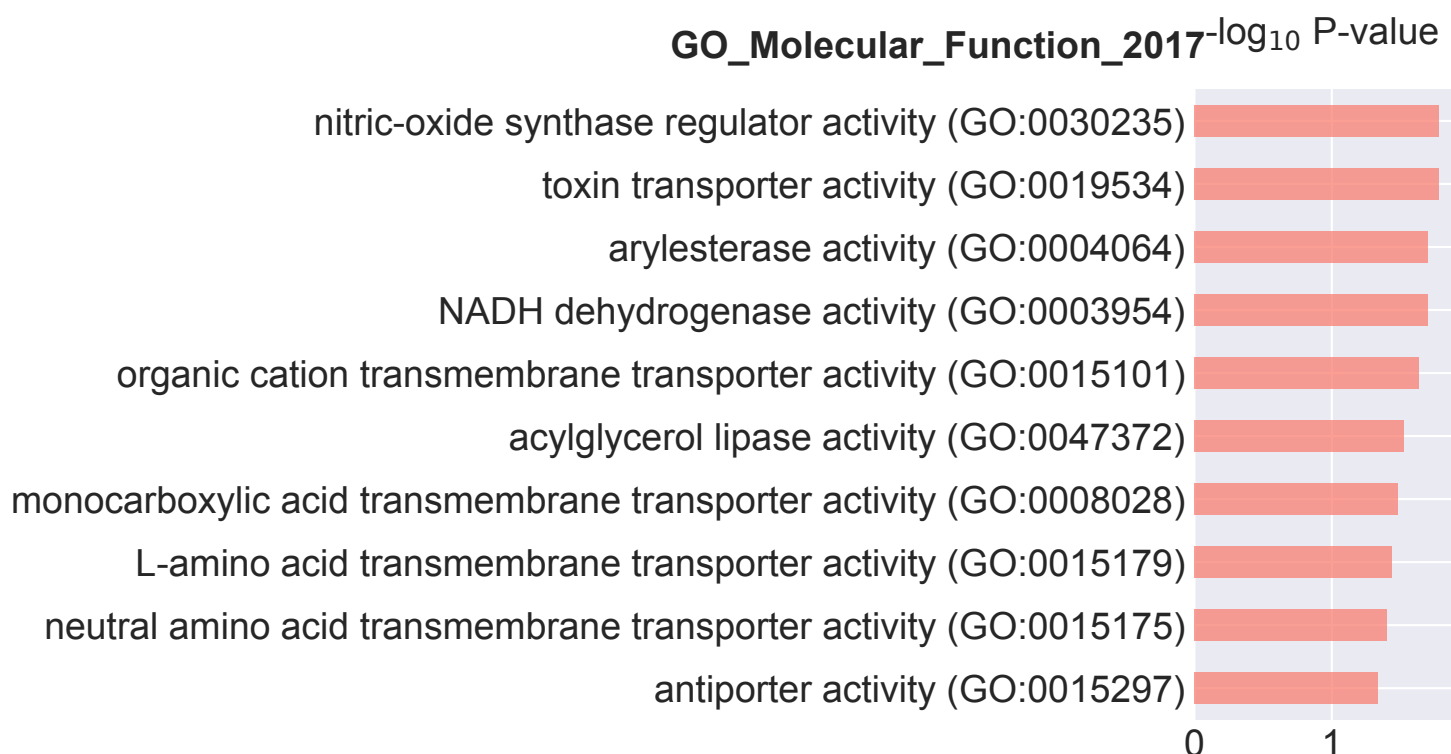 GO_Molecular_Function_2017 -log10 P-value
nitric-oxide synthase regulator activity (GO:0030235)
toxin transporter activity (GO:0019534)
arylesterase activity (GO:0004064)
NADH dehydrogenase activity (GO:0003954)
organic cation transmembrane transporter activity (GO:0015101)
acylglycerol lipase activity (GO:0047372)
monocarboxylic acid transmembrane transporter activity (GO:0008028)
L-amino acid transmembrane transporter activity (GO:0015179)
neutral amino acid transmembrane transporter activity (GO:0015175)
antiporter activity (GO:0015297)
0 1